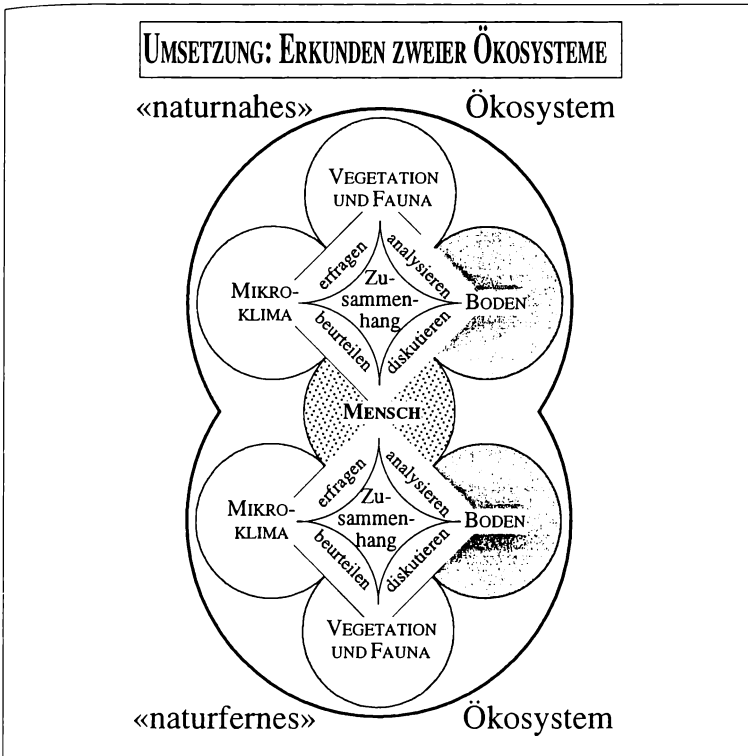 UMSETZUNG: ERKUNDEN ZWEIER ÖKOSYSTEME
«naturnahes» Ökosystem
VEGETATION
UND FAUNA
erfragen
analysieren
MIKRO-
KLIMA
Zu-
sammen-
hang
BODEN
beurteilen
diskutieren
MENSCH
erfragen
analysieren
MIKRO-
KLIMA
Zu-
sammen-
hang
BODEN
beurteilen
diskutieren
VEGETATION
UND FAUNA
«naturfernes» Ökosystem